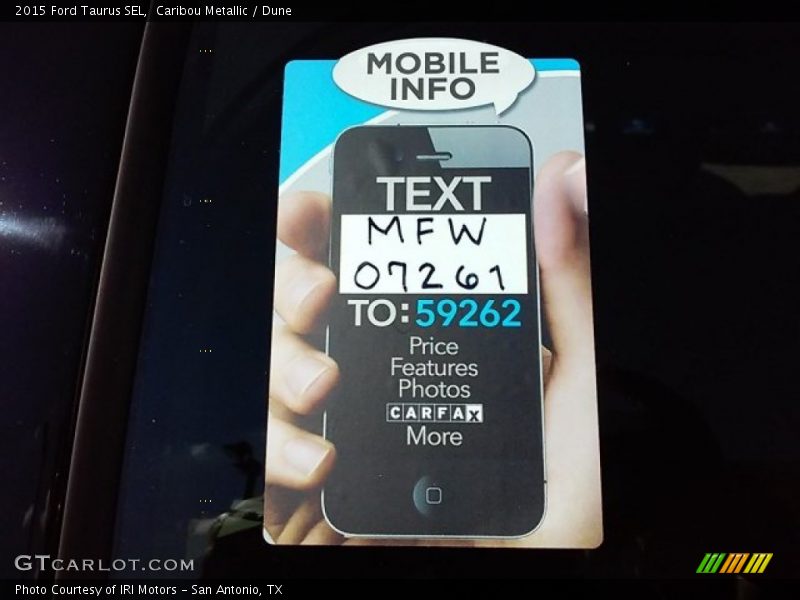 2015 Ford Taurus SEL, Caribou Metallic / Dune
MOBILE
INFO
TEXT
MFW
07261
TO: 59262
Price
Features
Photos
CARFAX
More
GTCARLOT.COM
Photo Courtesy of IRI Motors - San Antonio, TX